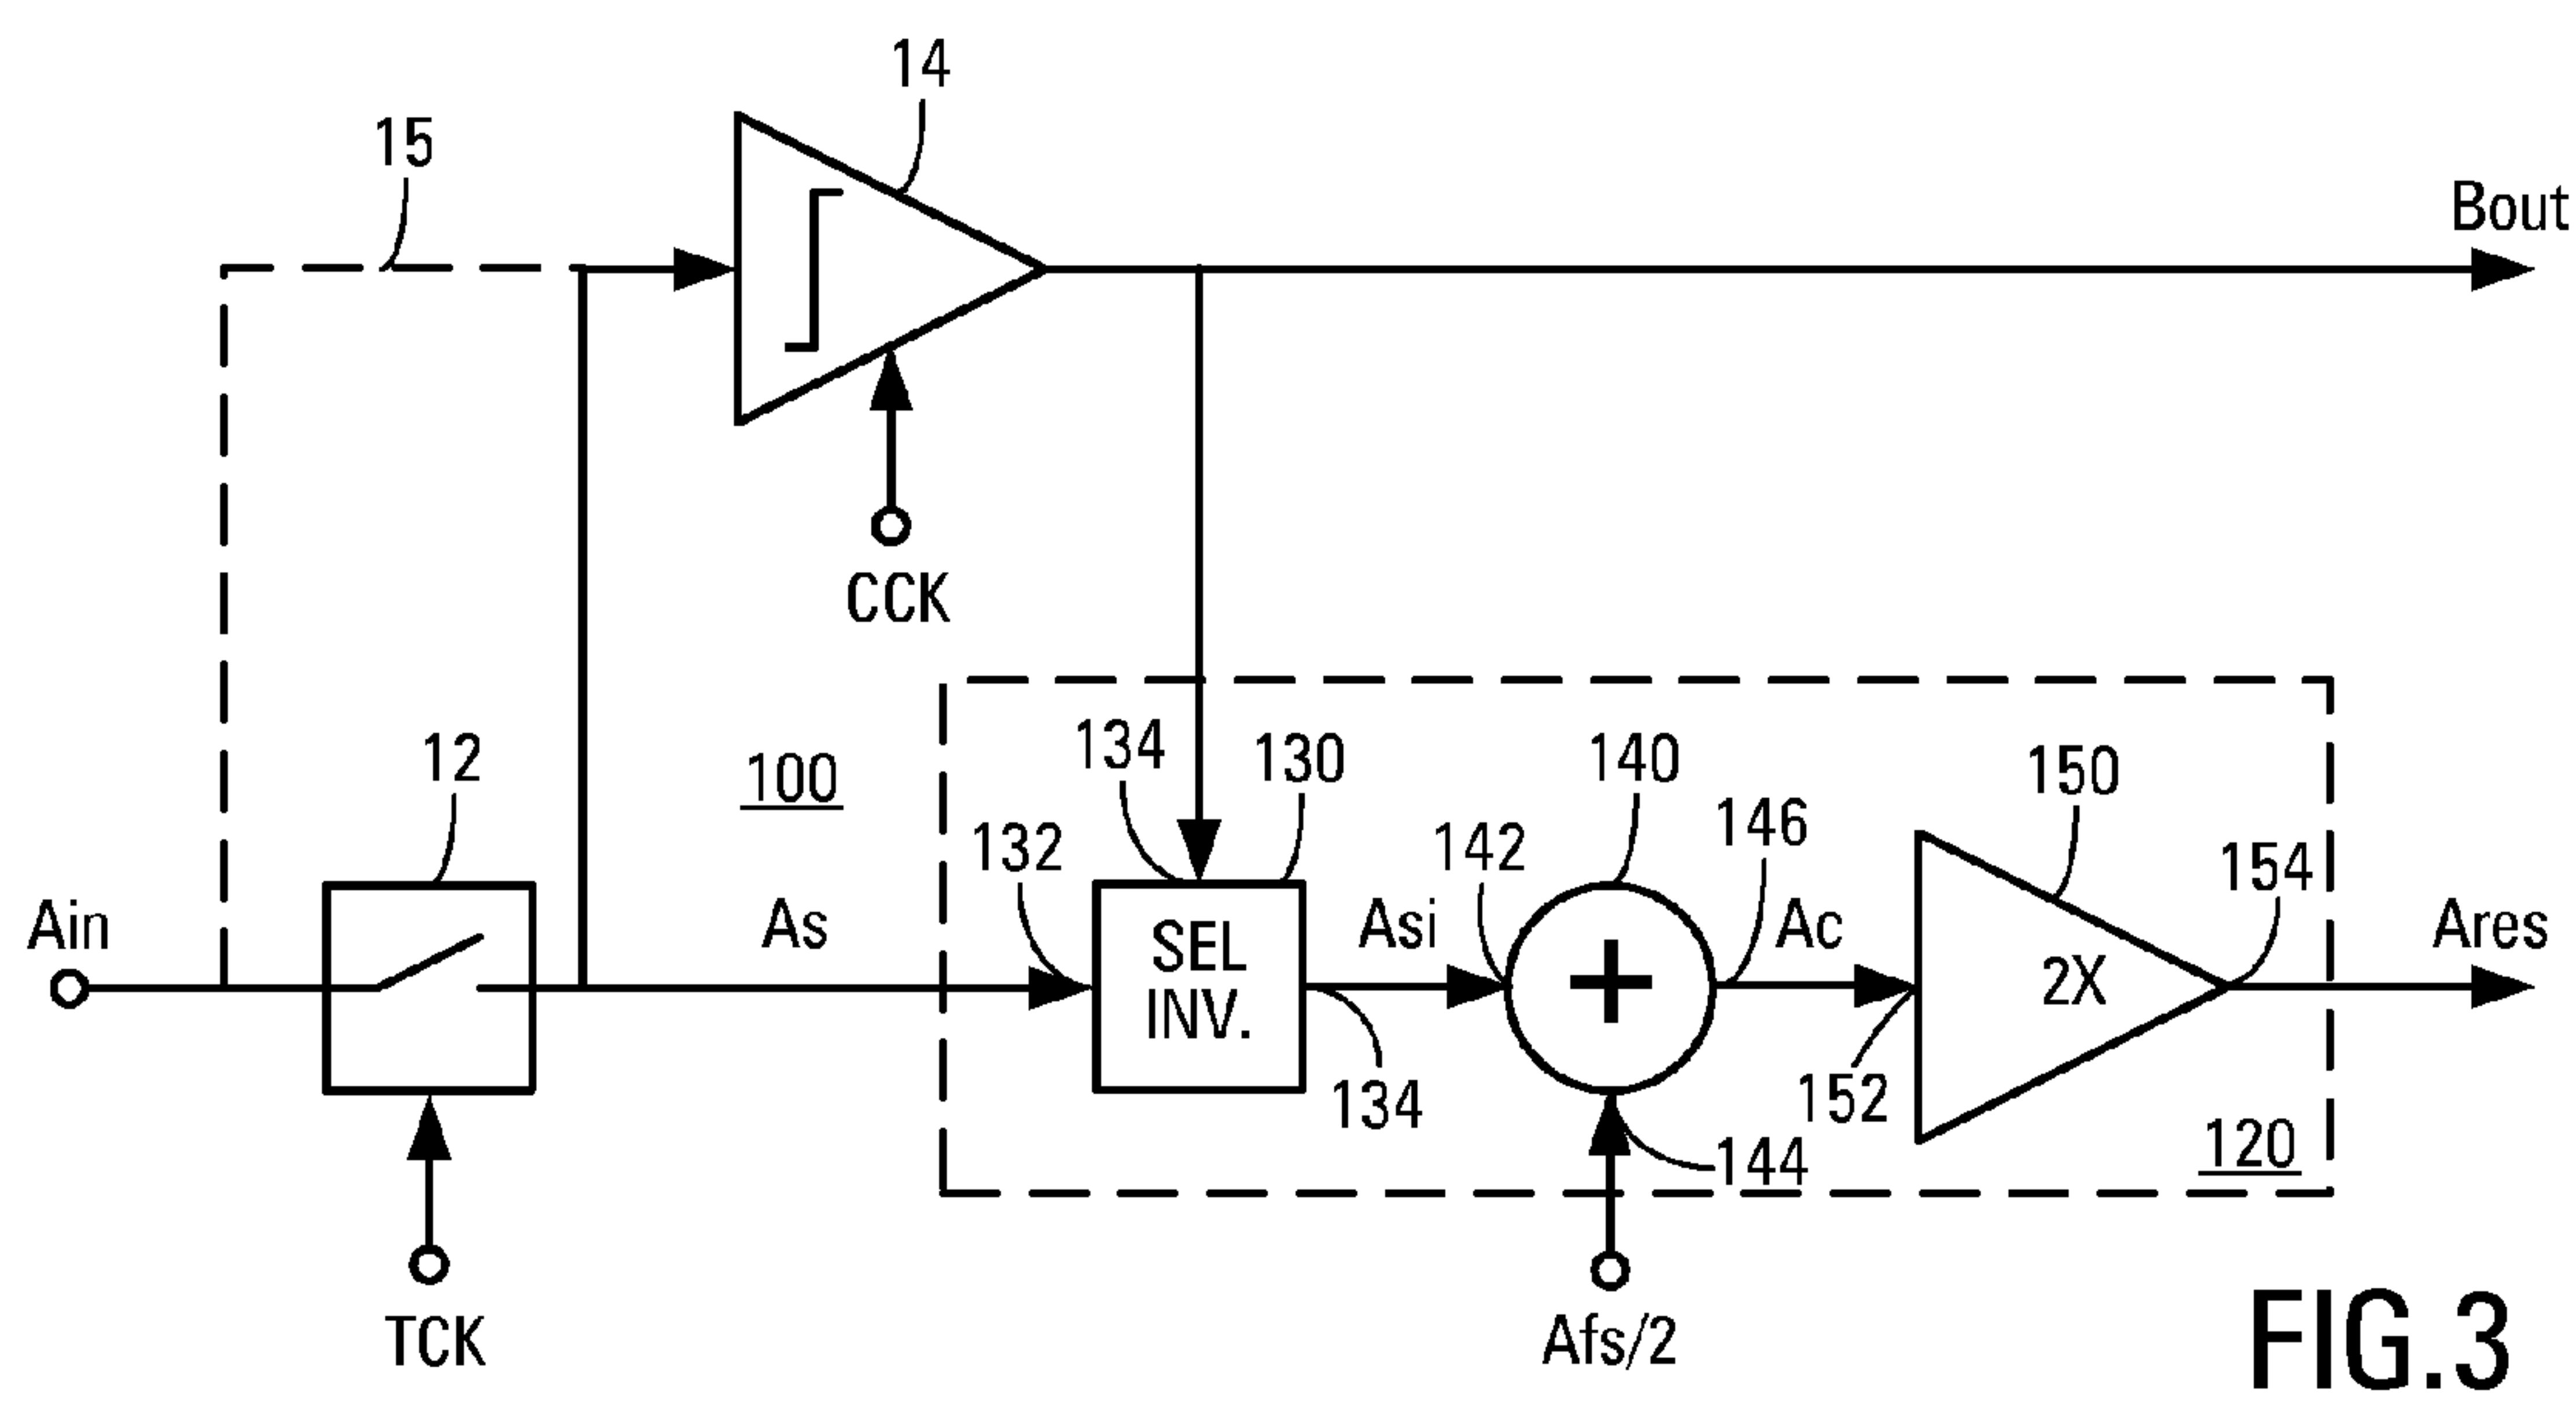 14
15
Bout
CCK
12
100
134
130
140
150
132
142
146
154
Ain
As
SEL
INV.
Asi
+
Ac
2X
Ares
134
152
144
120
TCK
Afs/2
FIG.3